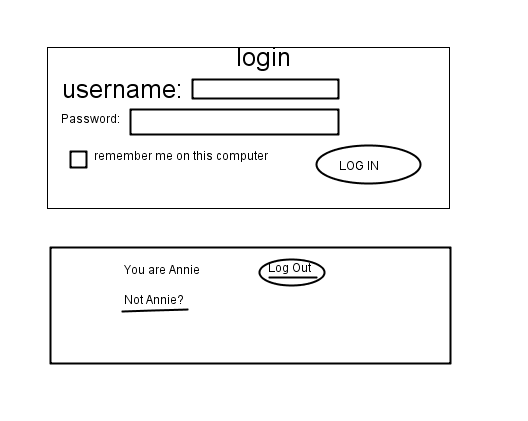 login
username:
Password:
remember me on this computer
LOG IN
You are Annie
Log Out
Not Annie?